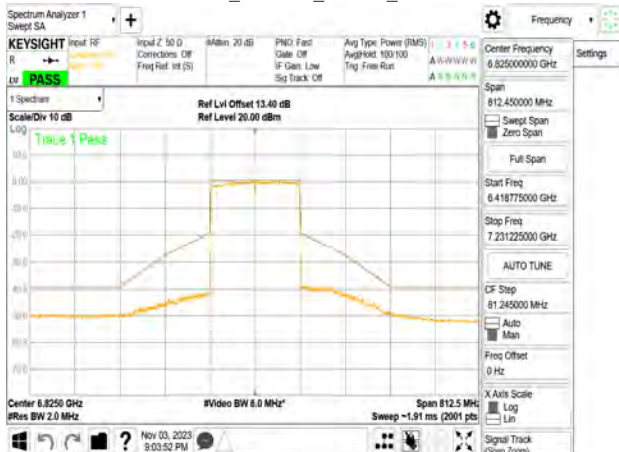 Spectrum Analyzer 1
Swept SA
Frequency
KEYSIGHT
Input: RF
Input Z: 50 Ω
#Atten: 20 dB
PNO: Fast
Avg Type: Power (RMS)
R
Corrections: Off
Gate: Off
Avg|Hold: 100/100
Freq Ref: Int (S)
IF Gain: Low
Trig: Free Run
Sig Track: Off
LV PASS
1 Spectrum
Ref Lvl Offset 13.40 dB
Scale/Div 10 dB
Ref Level 20.00 dBm
Log
Trace 1 Pass
Center 6.8250 GHz
#Video BW 6.0 MHz*
Span 812.5 MHz
#Res BW 2.0 MHz
Sweep ~1.91 ms (2001 pts
Nov 03, 2023
9:03:52 PM
Center Frequency
6.825000000 GHz
Settings
Span
812.450000 MHz
Swept Span
Zero Span
Full Span
Start Freq
6.418775000 GHz
Stop Freq
7.231225000 GHz
AUTO TUNE
CF Step
81.245000 MHz
Auto
Man
Freq Offset
0 Hz
X Axis Scale
Log
Lin
Signal Track
(Span Zoom)